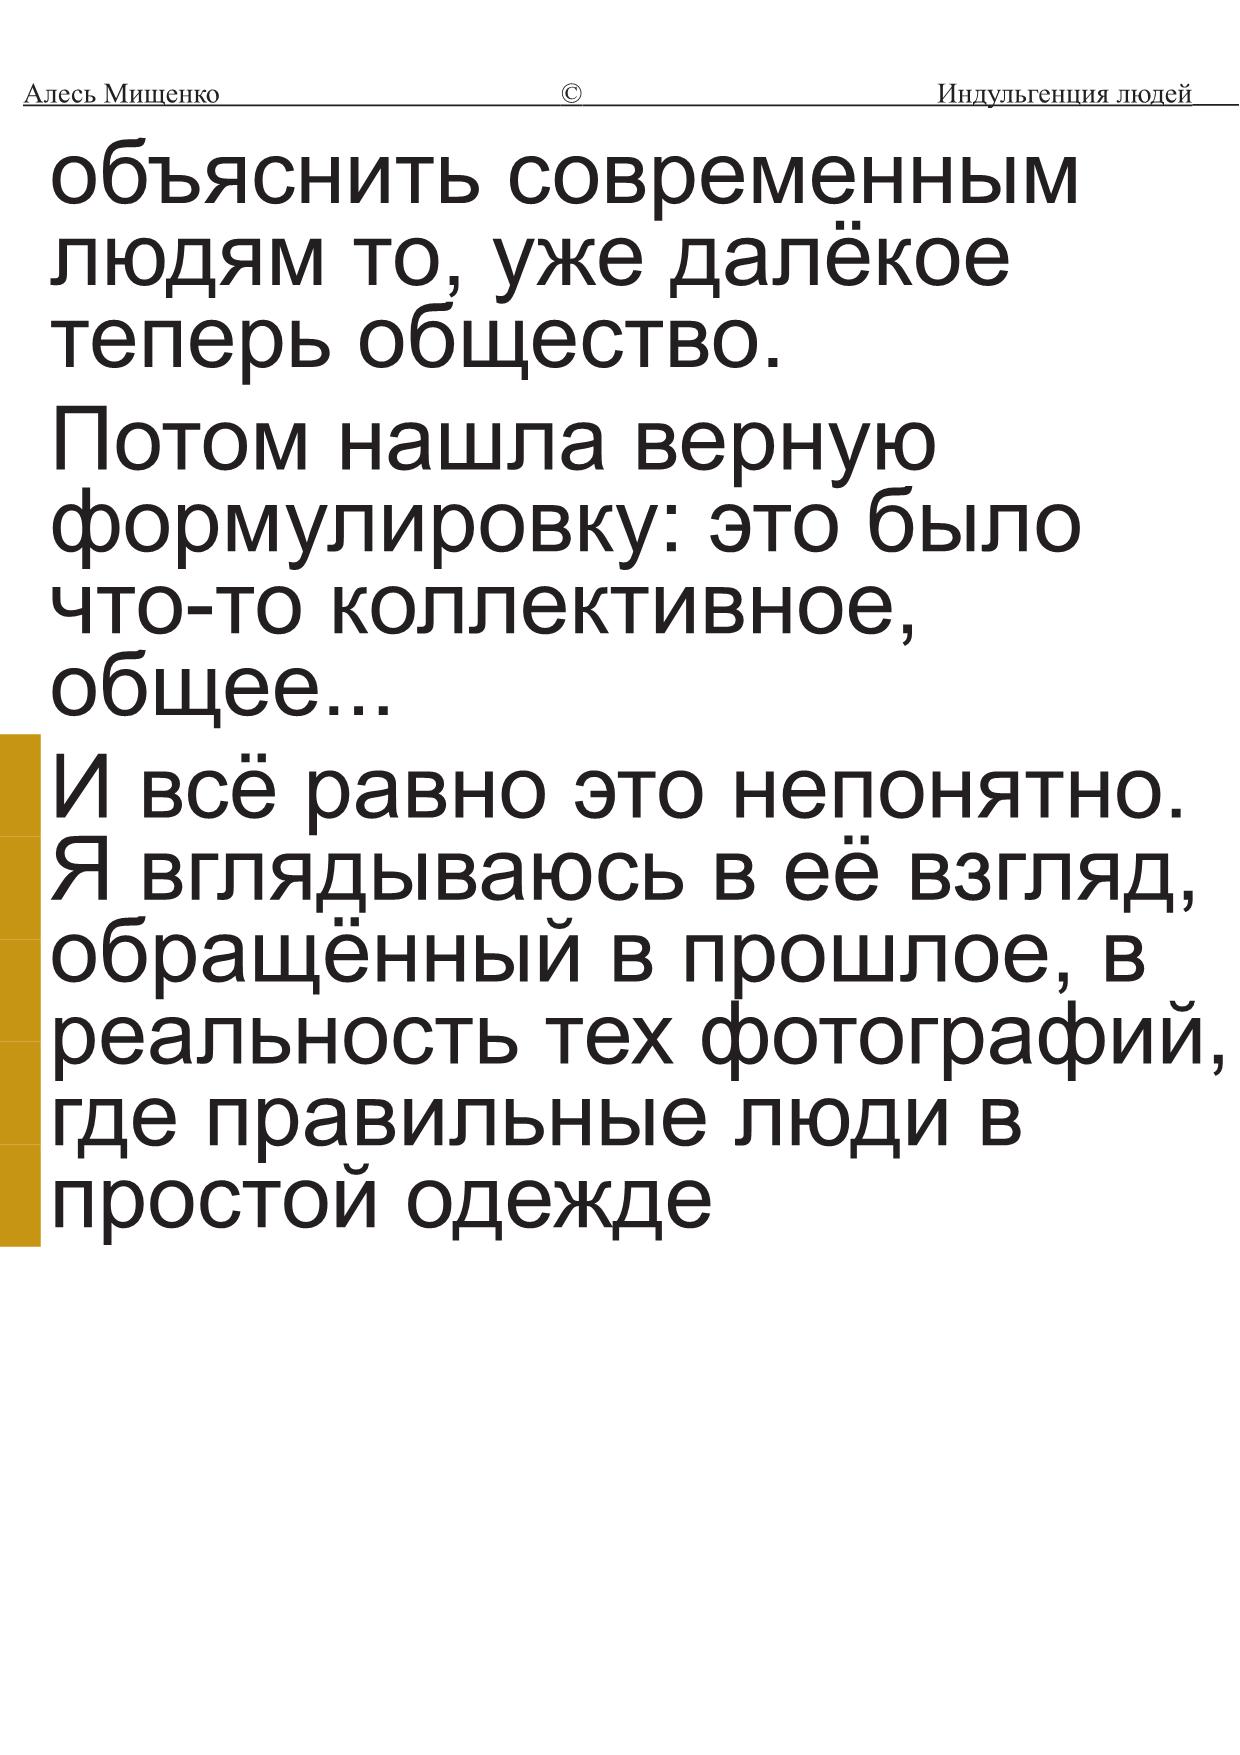 Алесь Мищенко © Индульгенция людей
объяснить современным
людям то, уже далёкое
теперь общество.
Потом нашла верную
формулировку: это было
что-то коллективное,
общее...
И всё равно это непонятно.
Я вглядываюсь в её взгляд,
обращённый в прошлое, в
реальность тех фотографий,
где правильные люди в
простой одежде